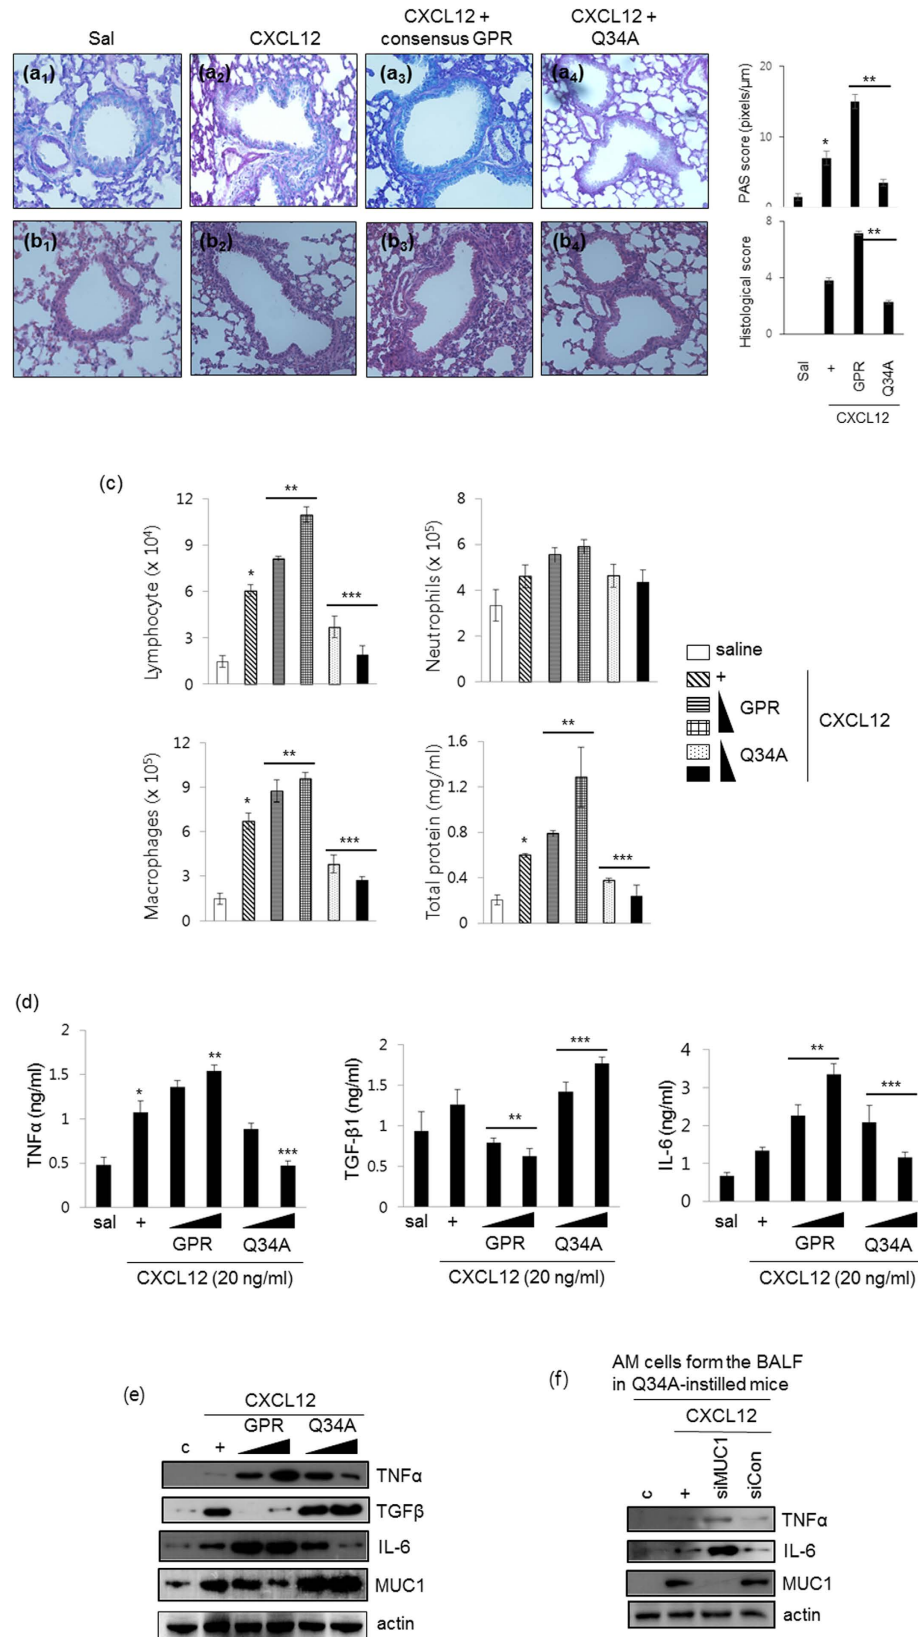 Sal
CXCL12
CXCL12 +
consensus GPR
CXCL12 +
Q34A
(a1)
(a2)
(a3)
(a4)
PAS score (pixels/μm)
20
10
0
*
**
(b1)
(b2)
(b3)
(b4)
Histological score
8
4
0
**
Sal
+
GPR
Q34A
CXCL12
(c)
Lymphocyte (x 10⁴)
12
9
6
3
0
*
**
***
Neutrophils (x 10⁵)
8
6
4
2
0
Macrophages (x 10⁵)
12
9
6
3
0
*
**
***
Total protein (mg/ml)
1.6
1.2
0.8
0.4
0
*
**
***
saline
+
GPR
Q34A
CXCL12
(d)
TNFα (ng/ml)
2
1.5
1
0.5
0
*
**
***
sal
+
GPR
Q34A
CXCL12 (20 ng/ml)
TGF-β1 (ng/ml)
2
1.5
1
0.5
0
**
***
sal
+
GPR
Q34A
CXCL12 (20 ng/ml)
IL-6 (ng/ml)
4
3
2
1
0
**
***
sal
+
GPR
Q34A
CXCL12 (20 ng/ml)
(e)
CXCL12
GPR
Q34A
c
+
TNFα
TGFβ
IL-6
MUC1
actin
(f)
AM cells form the BALF
in Q34A-instilled mice
CXCL12
c
+
siMUC1
siCon
TNFα
IL-6
MUC1
actin